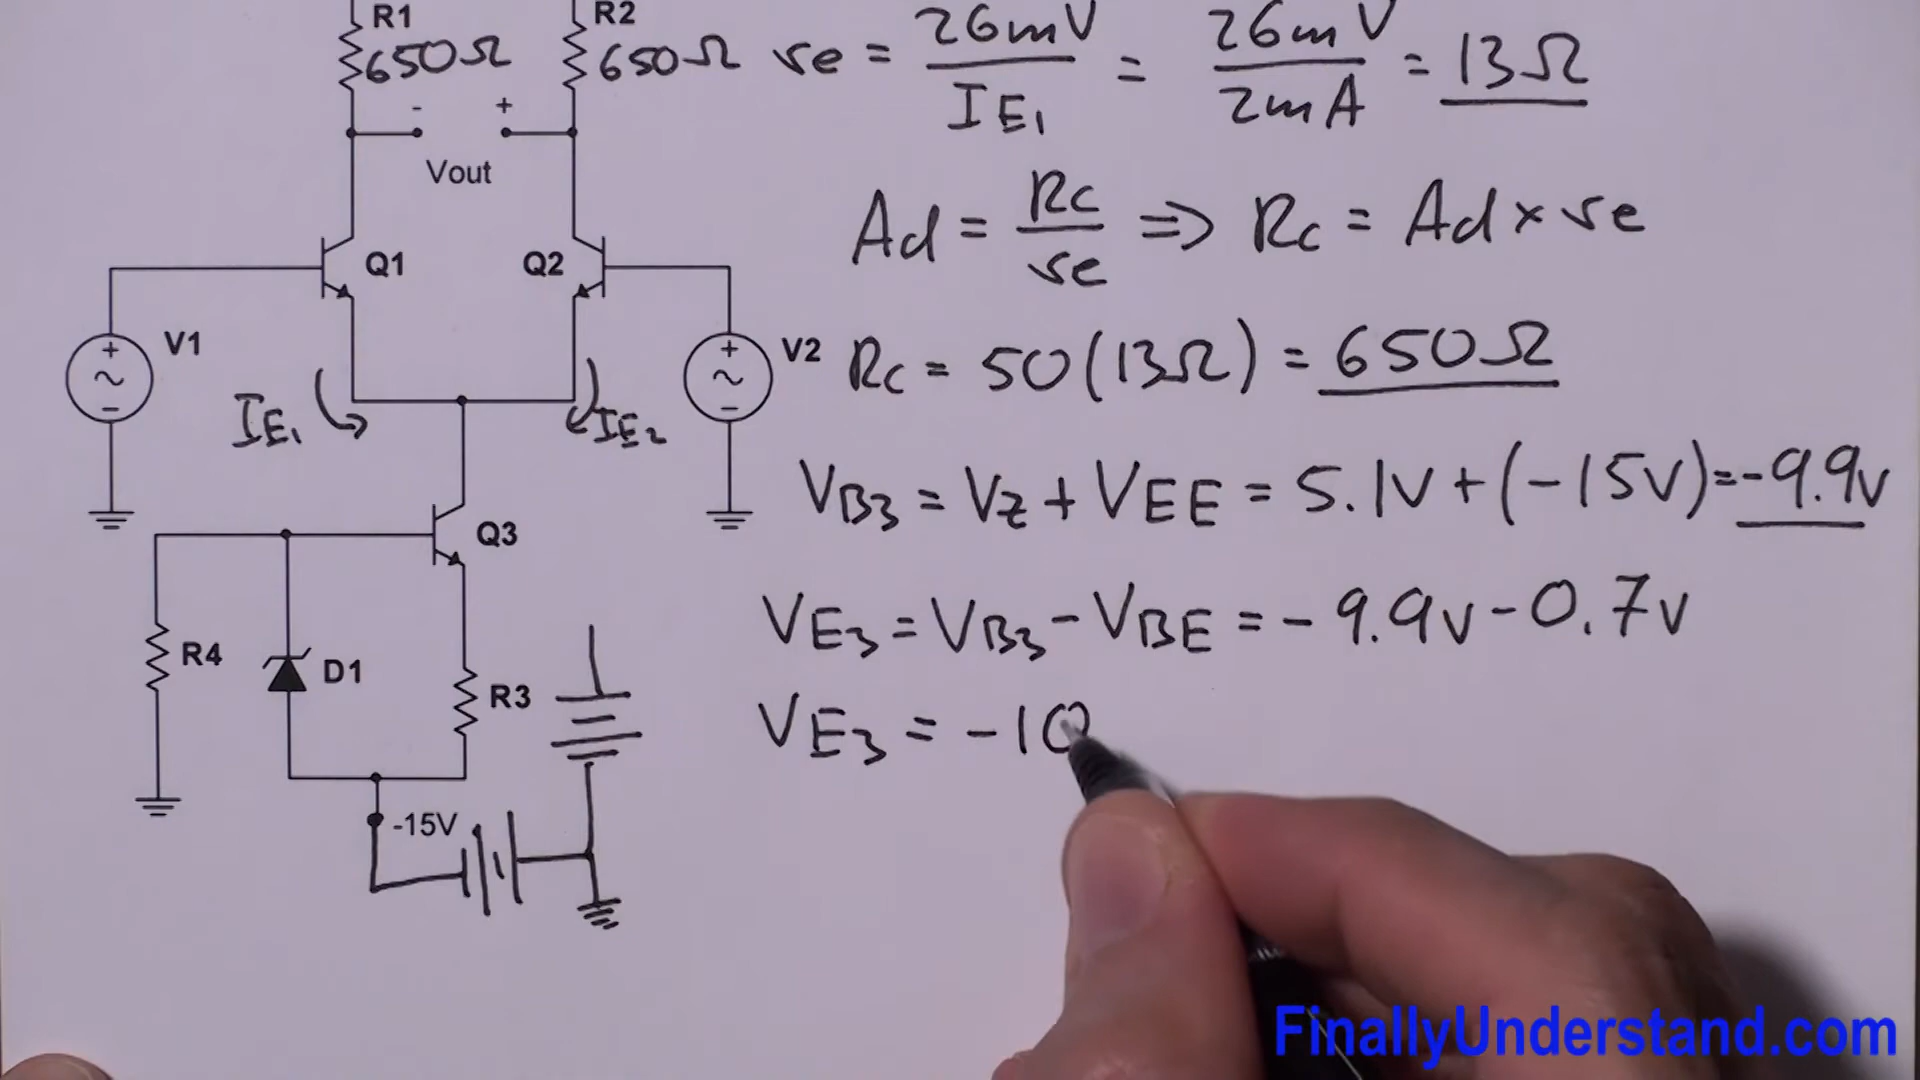 R1
650Ω
R2
650Ω
re = 26mV / IE1 = 26mV / 2mA = 13Ω
- +
Vout
Ad = Rc / re ⇒ Rc = Ad × re
Q1
Q2
V1
+
~
-
V2
+
~
-
Rc = 50(13Ω) = 650Ω
IE1
IE2
VB3 = VZ + VEE = 5.1V + (-15V) = -9.9V
Q3
VE3 = VB3 - VBE = -9.9V - 0.7V
R4
D1
R3
VE3 = -10
-15V
FinallyUnderstand.com